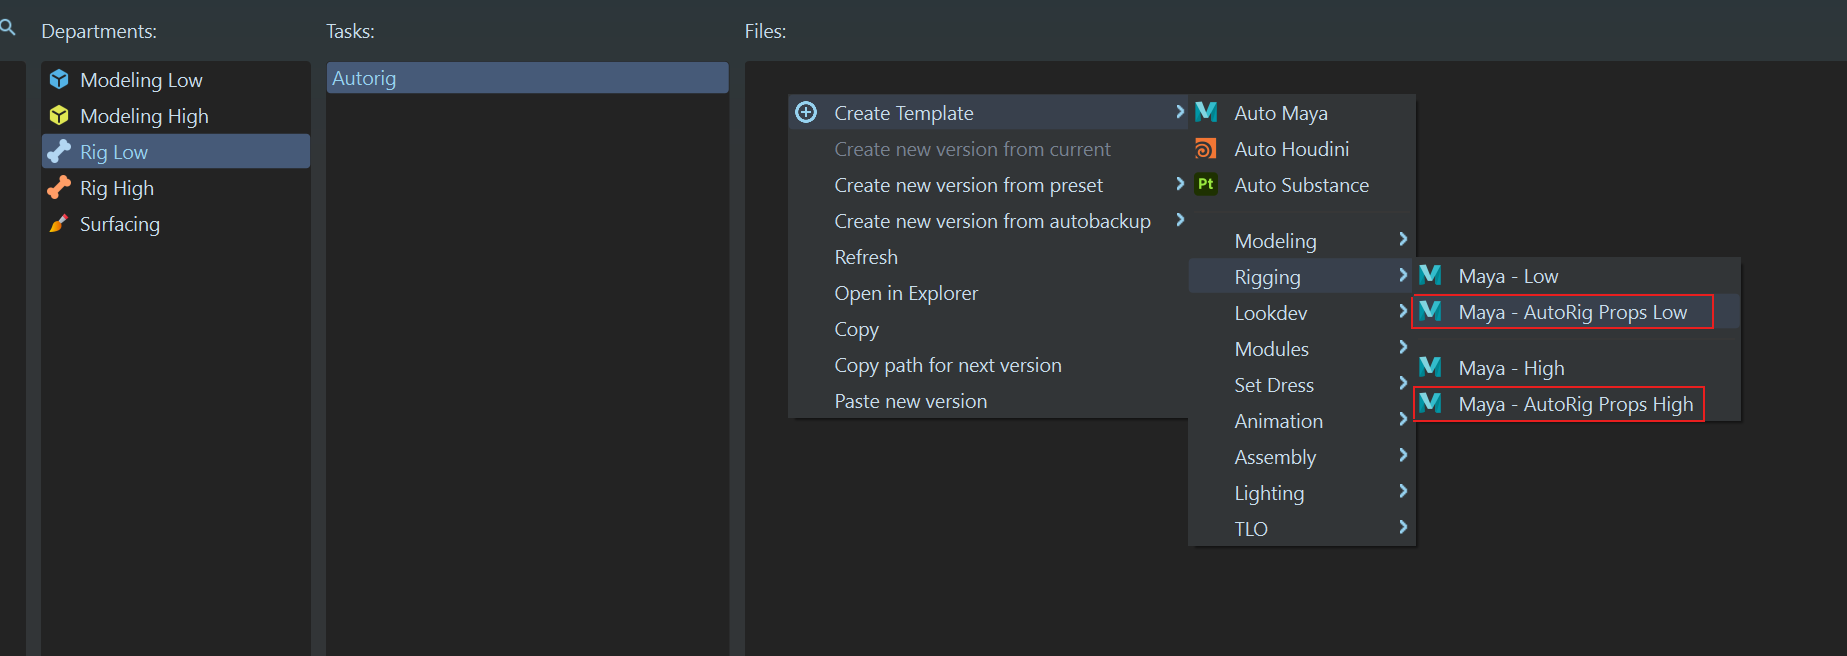 Departments:
Tasks:
Files:
Modeling Low
Modeling High
Rig Low
Rig High
Surfacing
Autorig
Create Template
Create new version from current
Create new version from preset
Create new version from autobackup
Refresh
Open in Explorer
Copy
Copy path for next version
Paste new version
Auto Maya
Auto Houdini
Pt Auto Substance
Modeling
Rigging
Lookdev
Modules
Set Dress
Animation
Assembly
Lighting
TLO
Maya - Low
Maya - AutoRig Props Low
Maya - High
Maya - AutoRig Props High